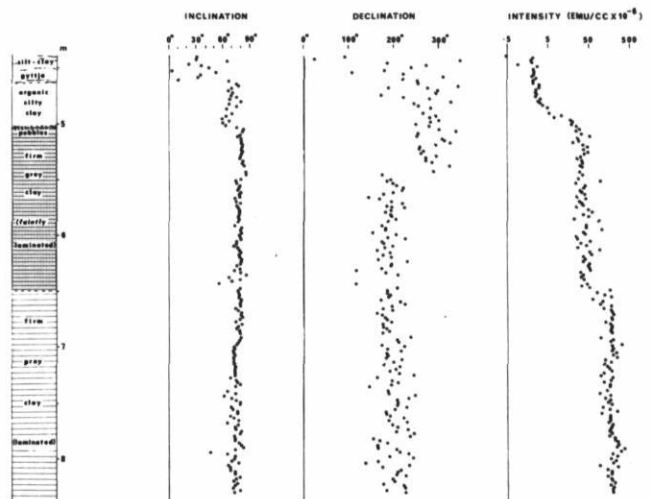 INCLINATION DECLINATION INTENSITY (EMU/CC X 10⁻⁶)
0° 30° 60° 90° 0° 100° 200° 300° .5 5 50 500
m
silt-clay
gyttja
organic
silty
clay
5
pebbles
firm
grey
clay
(faintly
6
laminated)
firm
7
grey
clay
(laminated)
8